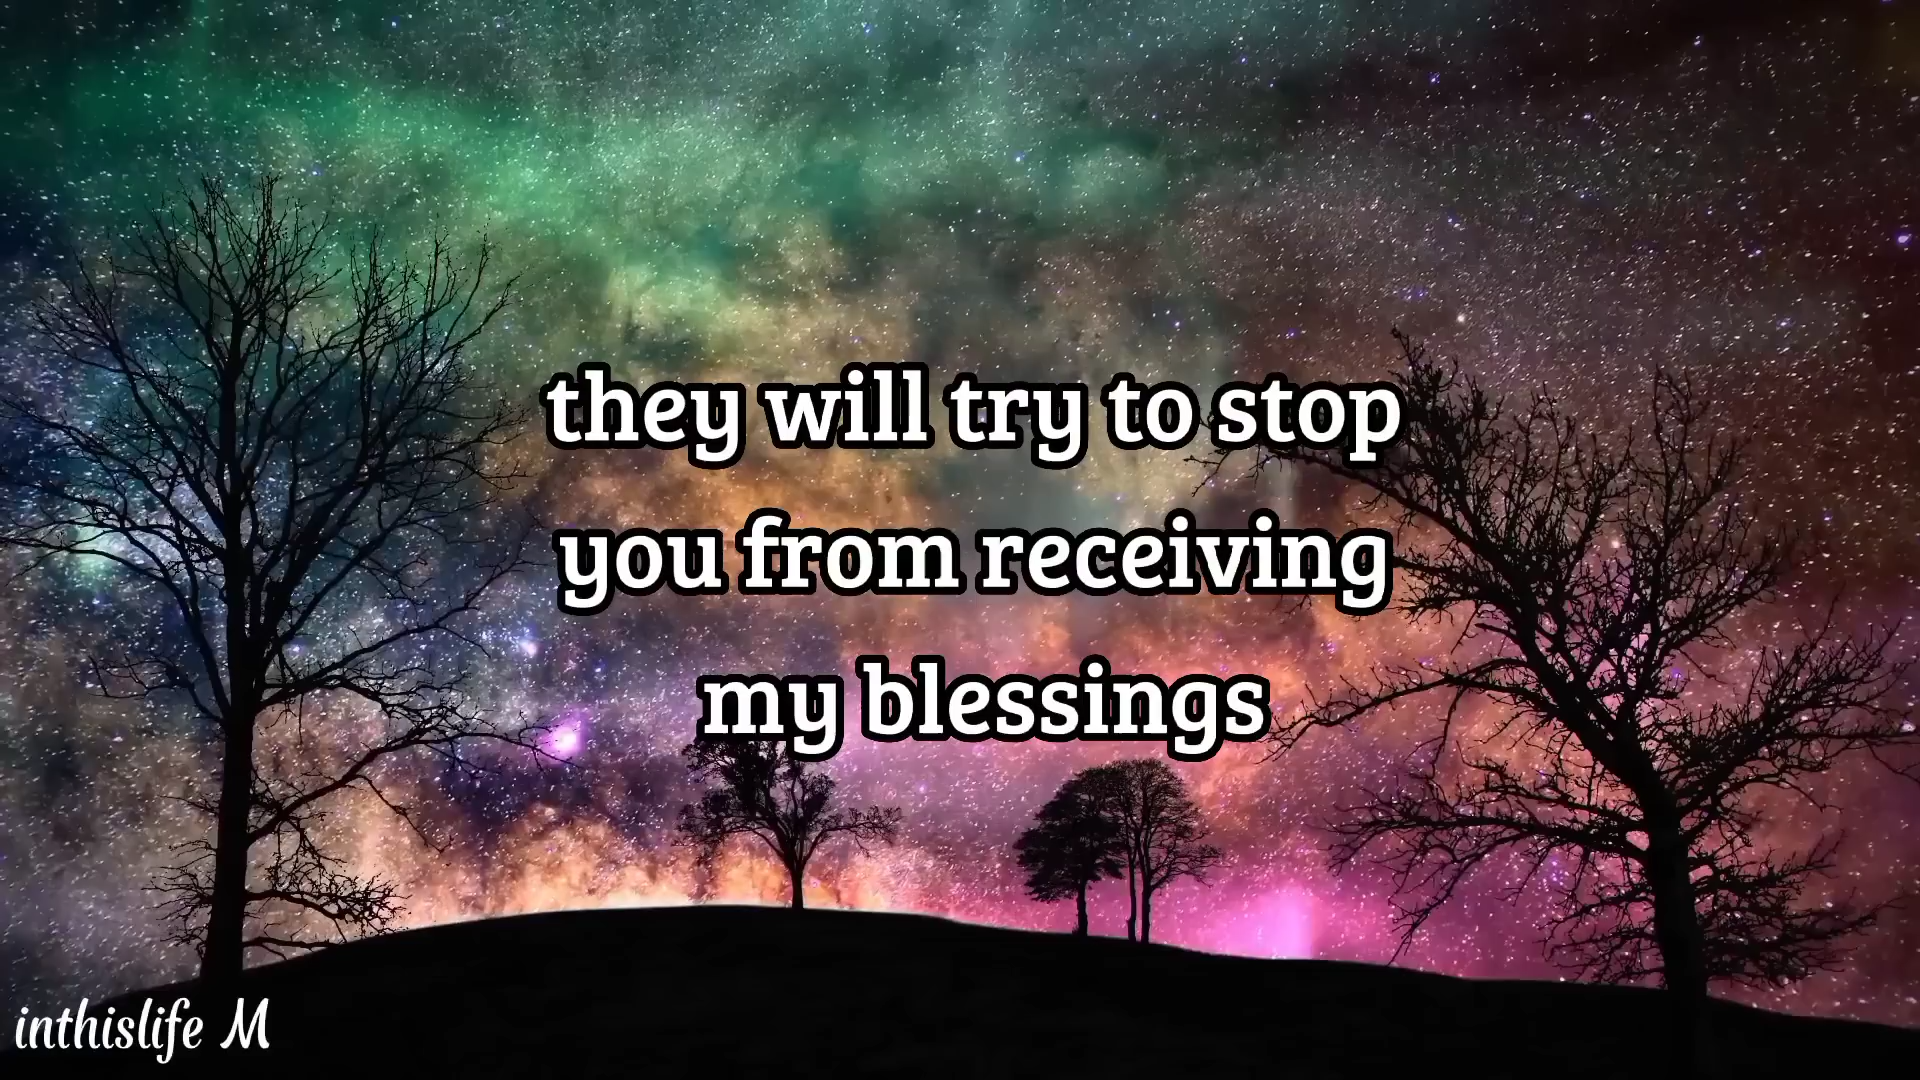 they will try to stop
you from receiving
my blessings
inthislife M